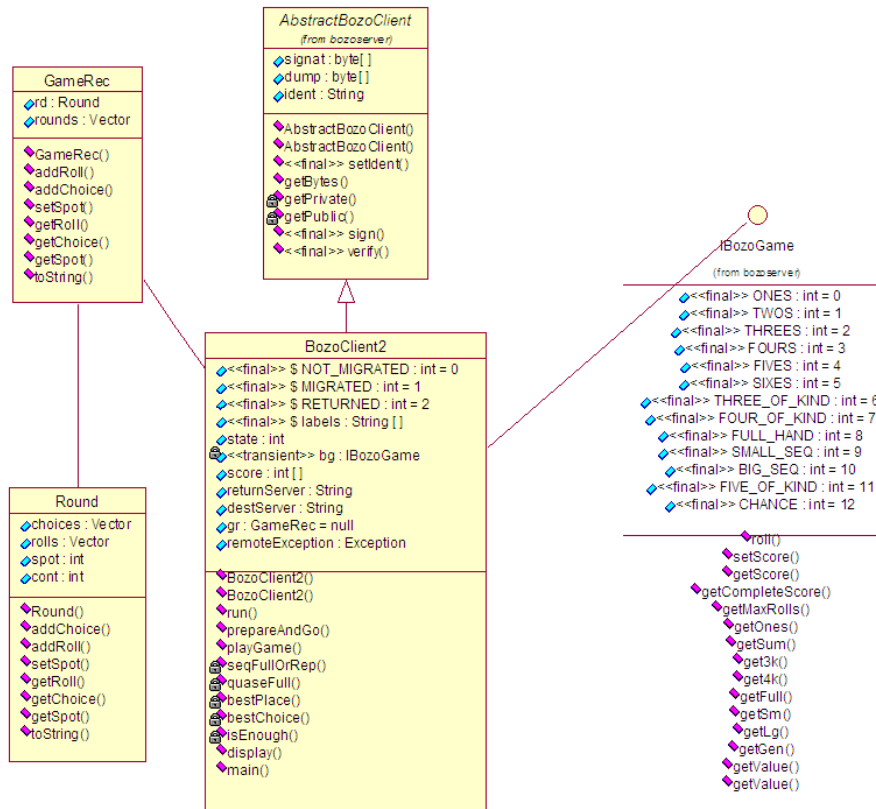 AbstractBozoClient
(from bozoserver)
signat : byte[ ]
dump : byte[ ]
ident : String
AbstractBozoClient()
AbstractBozoClient()
<<final>> setIdent()
getBytes()
getPrivate()
getPublic()
<<final>> sign()
<<final>> verify()
GameRec
rd : Round
rounds : Vector
GameRec()
addRoll()
addChoice()
setSpot()
getRoll()
getChoice()
getSpot()
toString()
BozoClient2
<<final>> $ NOT_MIGRATED : int = 0
<<final>> $ MIGRATED : int = 1
<<final>> $ RETURNED : int = 2
<<final>> $ labels : String [ ]
state : int
<<transient>> bg : IBozoGame
score : int [ ]
returnServer : String
destServer : String
gr : GameRec = null
remoteException : Exception
BozoClient2()
BozoClient2()
run()
prepareAndGo()
playGame()
seqFullOrRep()
quaseFull()
bestPlace()
bestChoice()
isEnough()
display()
main()
Round
choices : Vector
rolls : Vector
spot : int
cont : int
Round()
addChoice()
addRoll()
setSpot()
getRoll()
getChoice()
getSpot()
toString()
IBozoGame
(from bozoserver)
<<final>> ONES : int = 0
<<final>> TWOS : int = 1
<<final>> THREES : int = 2
<<final>> FOURS : int = 3
<<final>> FIVES : int = 4
<<final>> SIXES : int = 5
<<final>> THREE_OF_KIND : int = 6
<<final>> FOUR_OF_KIND : int = 7
<<final>> FULL_HAND : int = 8
<<final>> SMALL_SEQ : int = 9
<<final>> BIG_SEQ : int = 10
<<final>> FIVE_OF_KIND : int = 11
<<final>> CHANCE : int = 12
roll()
setScore()
getScore()
getCompleteScore()
getMaxRolls()
getOnes()
getSum()
get3k()
get4k()
getFull()
getSm()
getLg()
getGen()
getValue()
getValue()